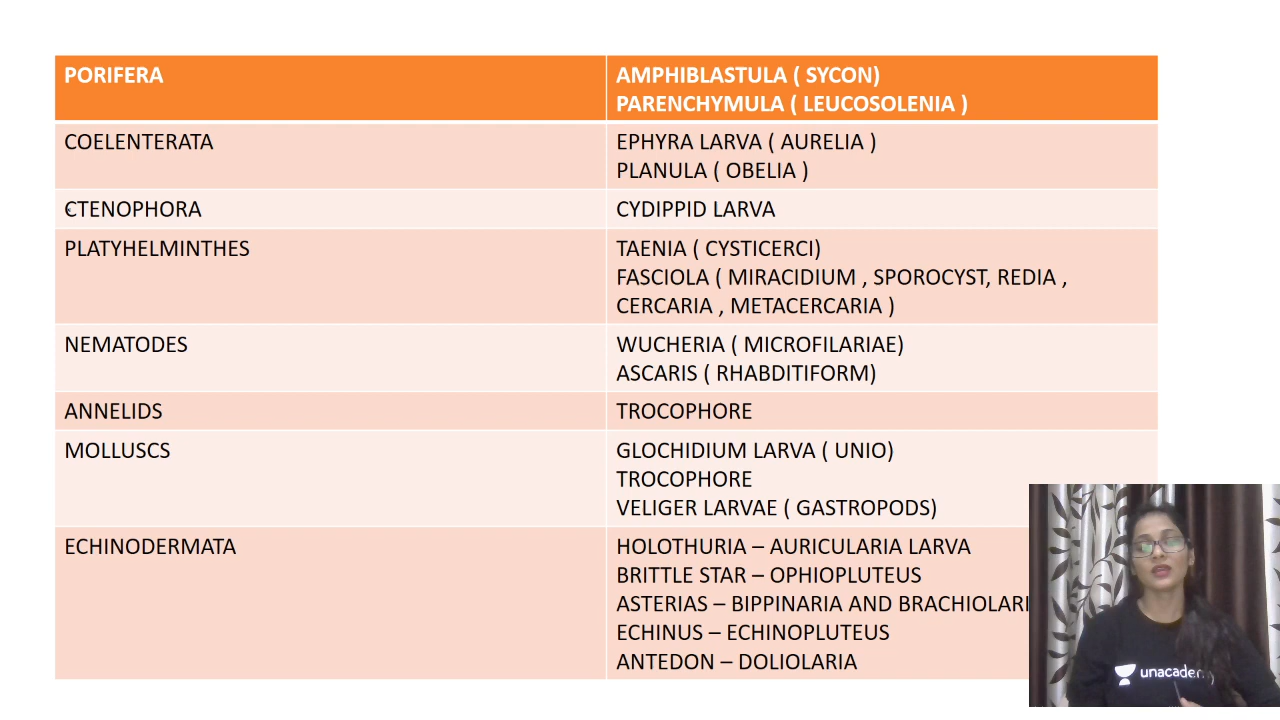 PORIFERA
AMPHIBLASTULA ( SYCON)
PARENCHYMULA ( LEUCOSOLENIA )
COELENTERATA
EPHYRA LARVA ( AURELIA )
PLANULA ( OBELIA )
CTENOPHORA
CYDIPPID LARVA
PLATYHELMINTHES
TAENIA ( CYSTICERCI)
FASCIOLA ( MIRACIDIUM , SPOROCYST, REDIA ,
CERCARIA , METACERCARIA )
NEMATODES
WUCHERIA ( MICROFILARIAE)
ASCARIS ( RHABDITIFORM)
ANNELIDS
TROCOPHORE
MOLLUSCS
GLOCHIDIUM LARVA ( UNIO)
TROCOPHORE
VELIGER LARVAE ( GASTROPODS)
ECHINODERMATA
HOLOTHURIA – AURICULARIA LARVA
BRITTLE STAR – OPHIOPLUTEUS
ASTERIAS – BIPPINARIA AND BRACHIOLARI
ECHINUS – ECHINOPLUTEUS
ANTEDON – DOLIOLARIA
unacademy